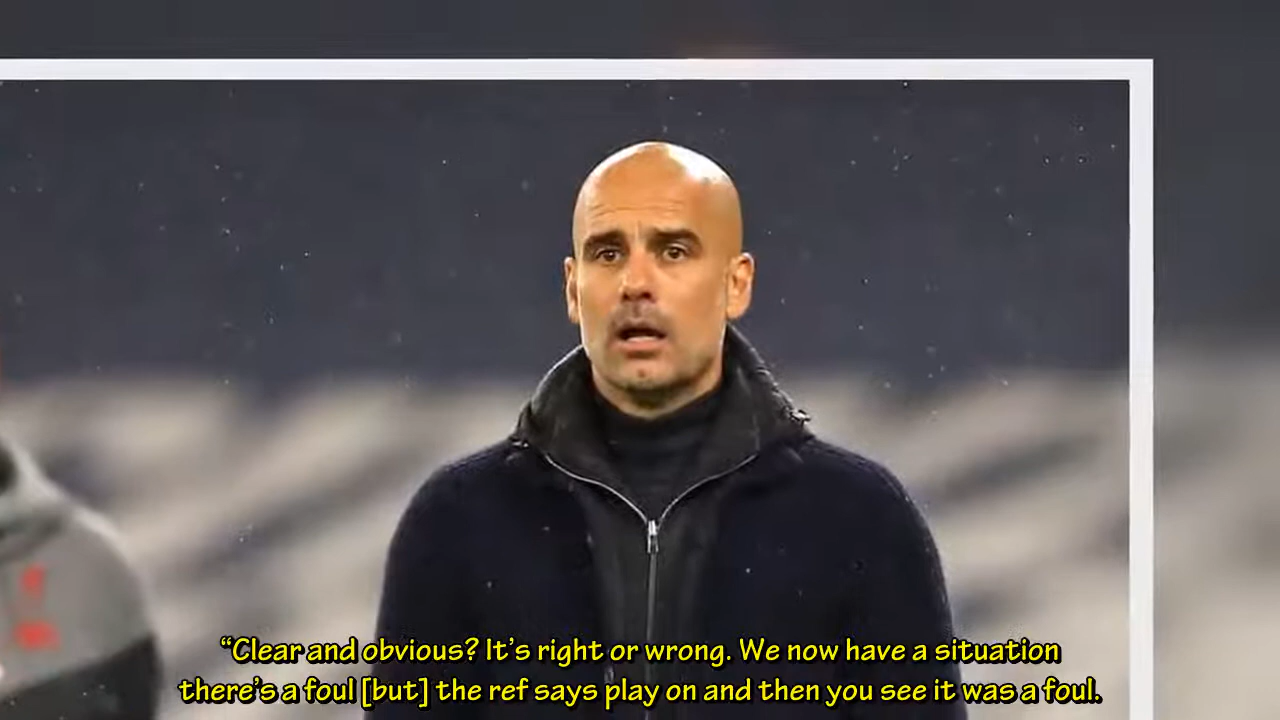 “Clear and obvious? It’s right or wrong. We now have a situation
there’s a foul [but] the ref says play on and then you see it was a foul.